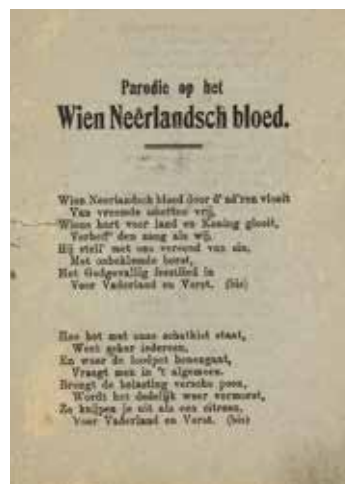 Parodie op het
Wien Neêrlandsch bloed.
Wien Neerlandsch bloed door d' ad'ren vloeit
Van vreemde smetten vrij,
Wiens hart voor land en Koning gloeit,
Verheff' den zang als wij,
Hij stell' met ons vereend van zin,
Met onbeklemde borst,
Het Godgevallig feestlied in
Voor Vaderland en Vorst. (bis)
Hoe het met onze schatkist staat,
Weet zeker iedereen,
En waar de boelpot heneengaat,
Vraagt men in 't algemeen.
Brengt de belasting versche poen,
Wordt het dadelijk weer vermorst,
Ze knijpen je uit als een citroen,
Voor Vaderland en Vorst. (bis)